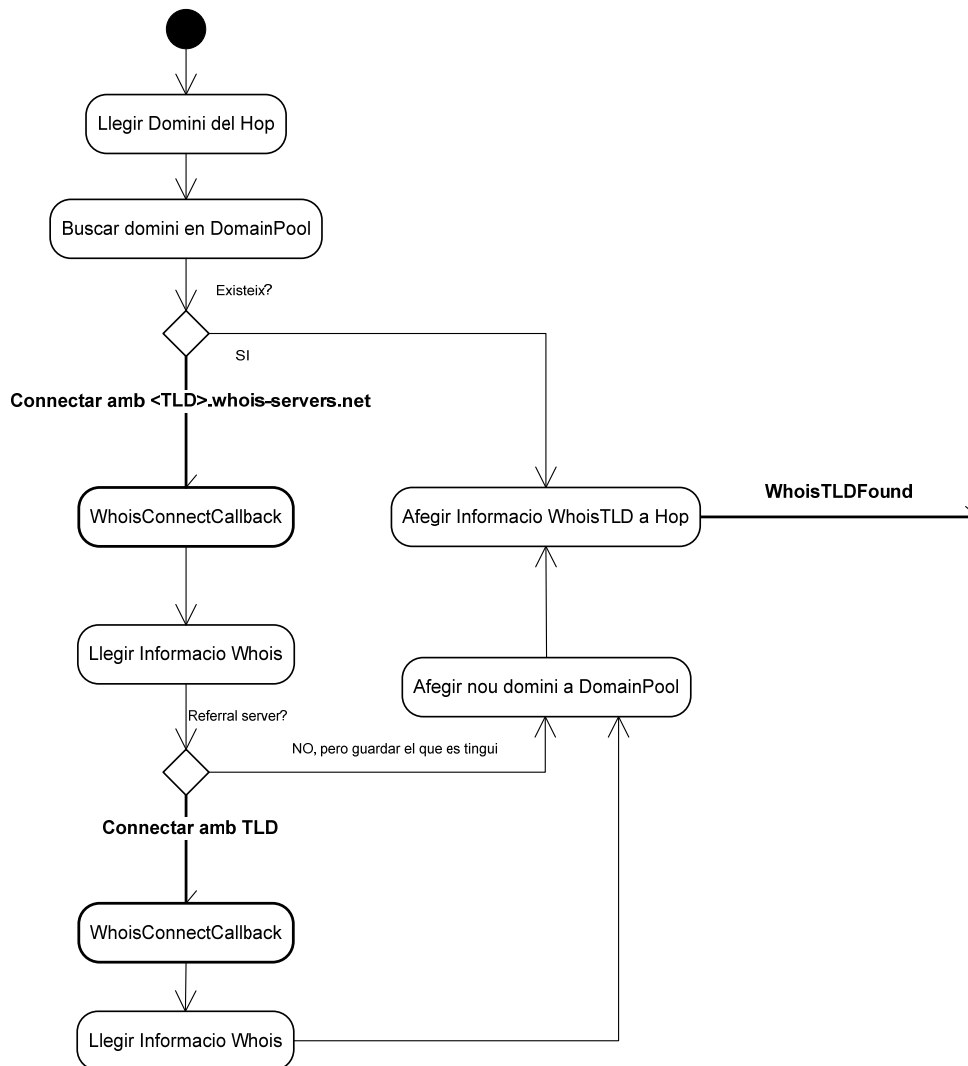 Llegir Domini del Hop
Buscar domini en DomainPool
Existeix?
SI
Connectar amb <TLD>.whois-servers.net
WhoisConnectCallback
Afegir Informacio WhoisTLD a Hop
WhoisTLDFound
Llegir Informacio Whois
Afegir nou domini a DomainPool
Referral server?
NO, pero guardar el que es tingui
Connectar amb TLD
WhoisConnectCallback
Llegir Informacio Whois